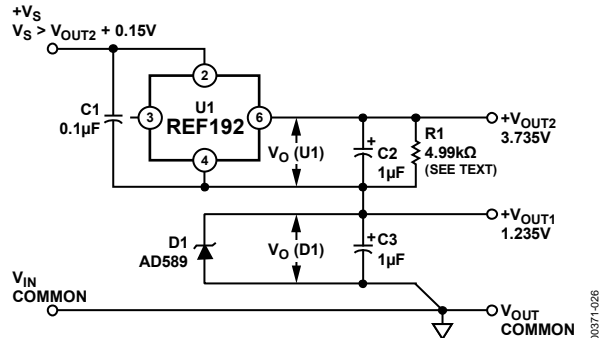 +VS
VS > VOUT2 + 0.15V
2
U1
REF192
3
6
4
C1
0.1µF
VO (U1)
+
C2
1µF
R1
4.99kΩ
(SEE TEXT)
+VOUT2
3.735V
D1
AD589
VO (D1)
+
C3
1µF
+VOUT1
1.235V
VIN
COMMON
VOUT
COMMON
00371-026